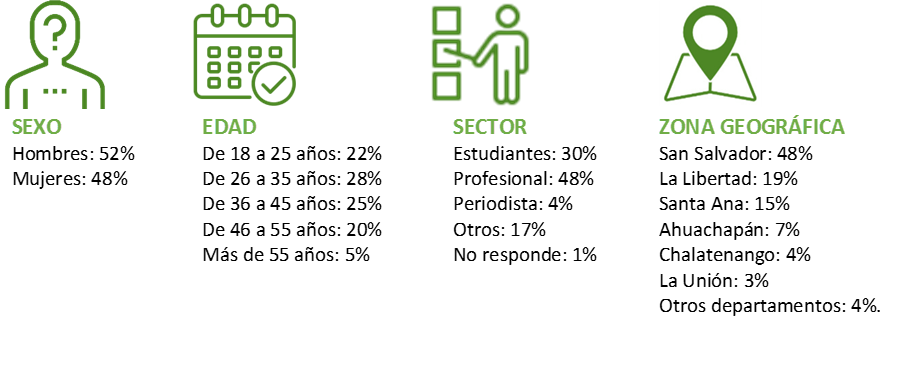 SEXO
Hombres: 52%
Mujeres: 48%
EDAD
De 18 a 25 años: 22%
De 26 a 35 años: 28%
De 36 a 45 años: 25%
De 46 a 55 años: 20%
Más de 55 años: 5%
SECTOR
Estudiantes: 30%
Profesional: 48%
Periodista: 4%
Otros: 17%
No responde: 1%
ZONA GEOGRÁFICA
San Salvador: 48%
La Libertad: 19%
Santa Ana: 15%
Ahuachapán: 7%
Chalatenango: 4%
La Unión: 3%
Otros departamentos: 4%.